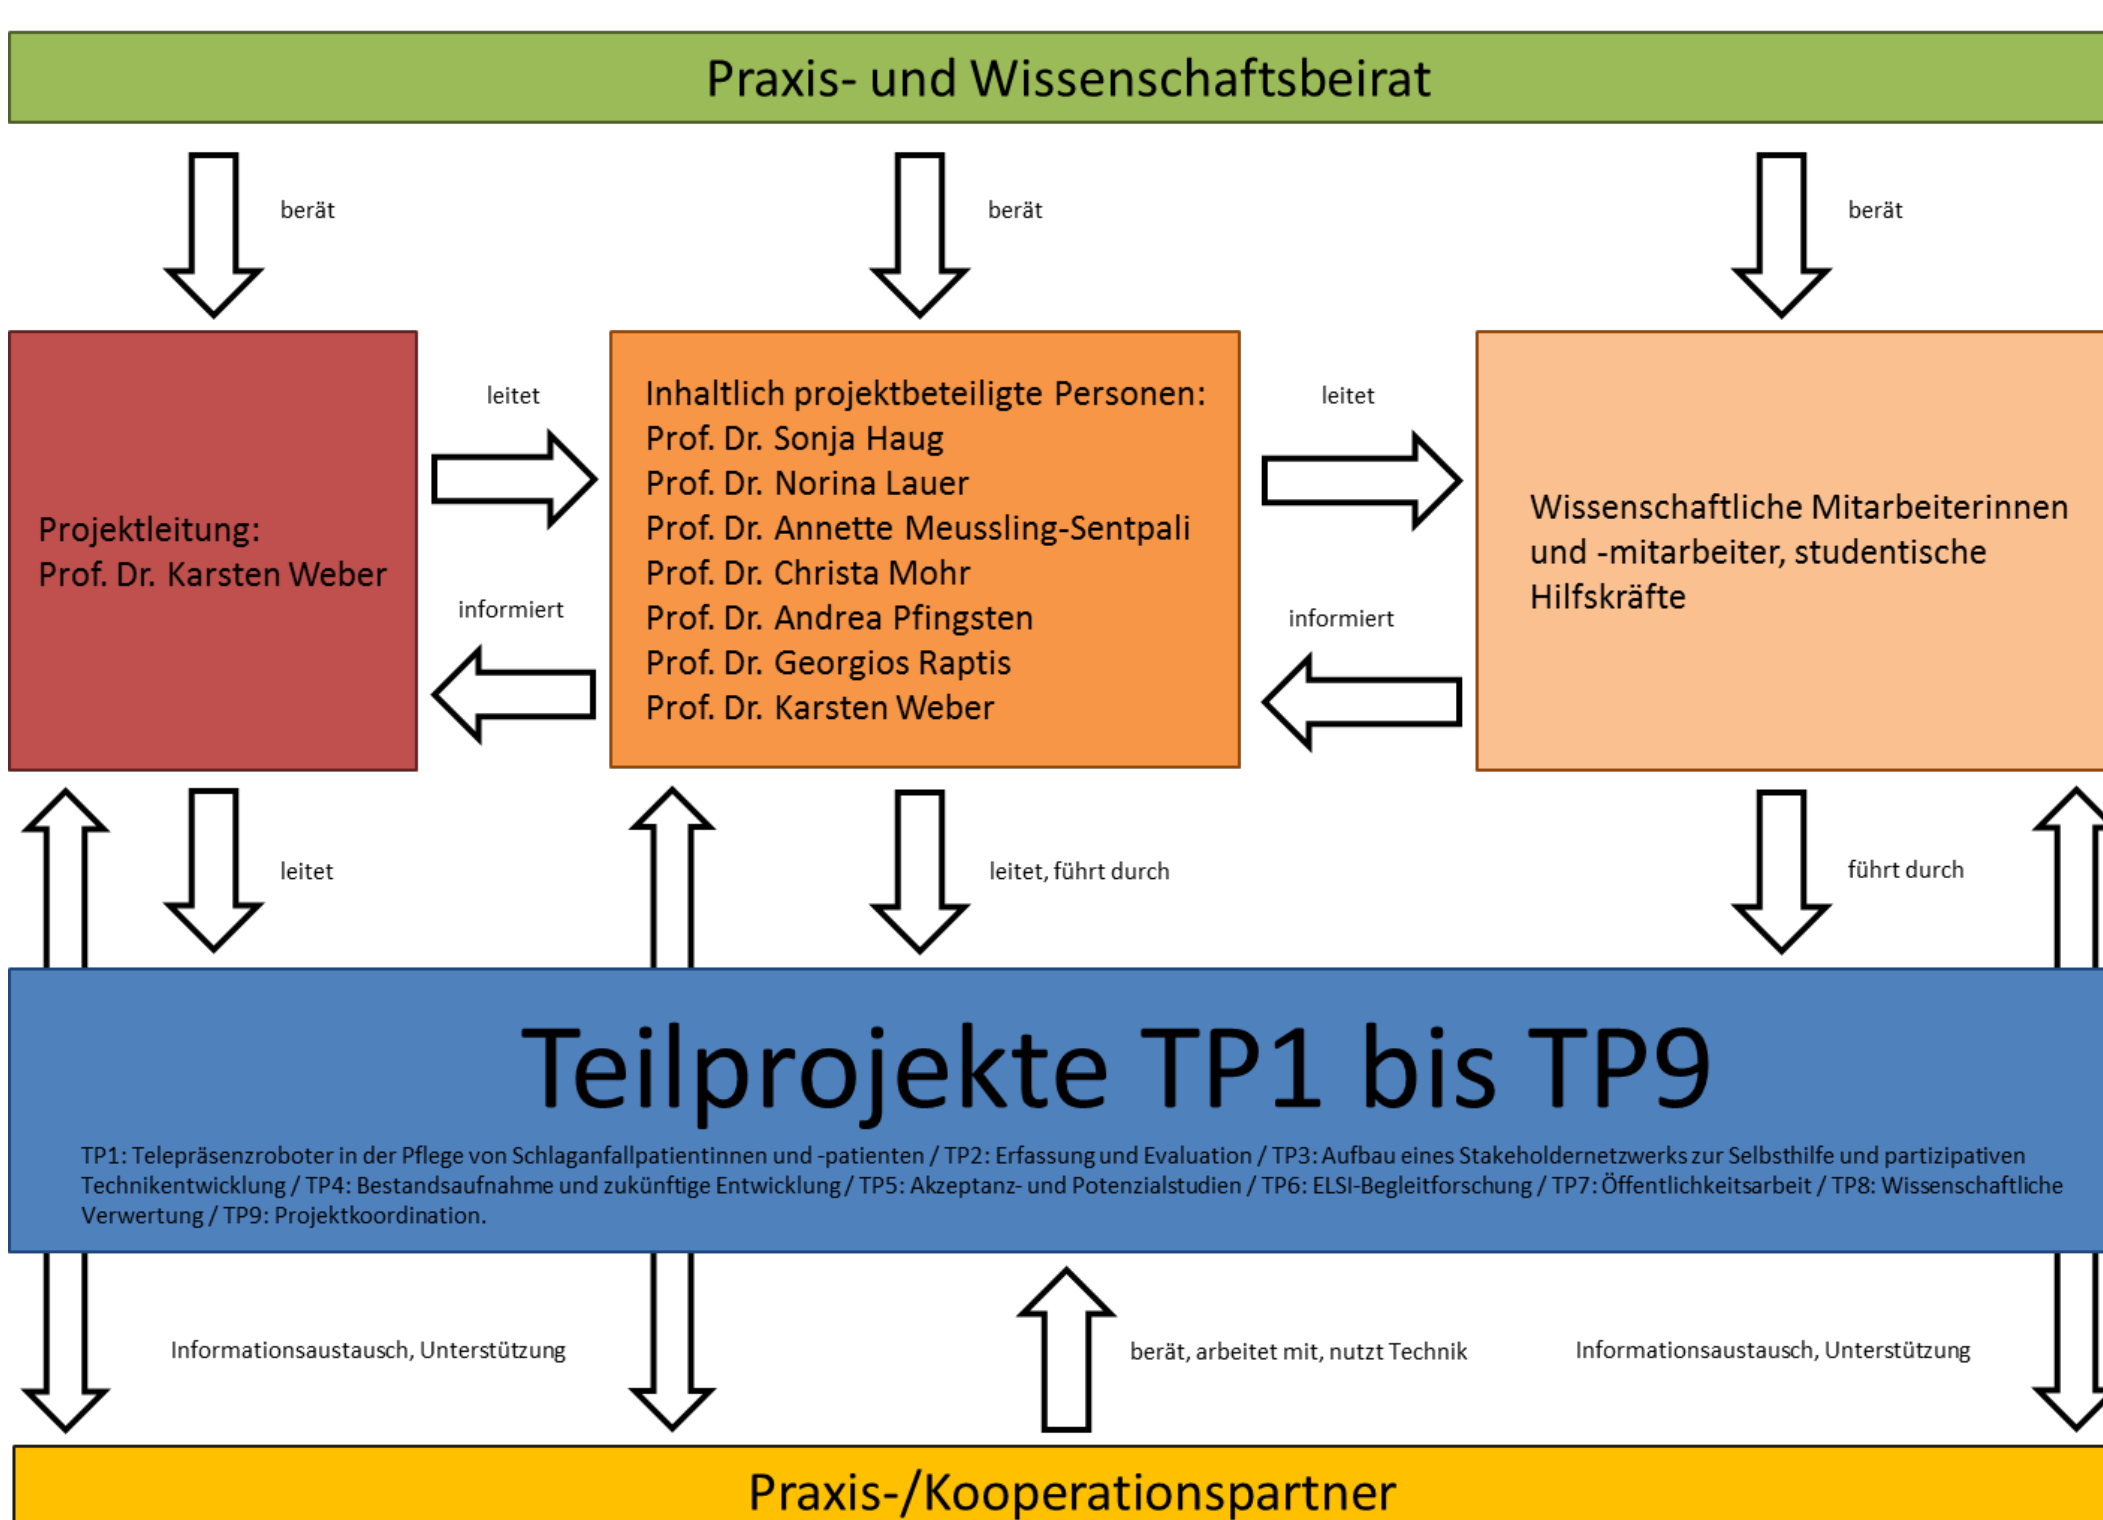 Praxis- und Wissenschaftsbeirat
berät
berät
berät
Projektleitung:
Prof. Dr. Karsten Weber
leitet
informiert
Inhaltlich projektbeteiligte Personen:
Prof. Dr. Sonja Haug
Prof. Dr. Norina Lauer
Prof. Dr. Annette Meussling-Sentpali
Prof. Dr. Christa Mohr
Prof. Dr. Andrea Pfingsten
Prof. Dr. Georgios Raptis
Prof. Dr. Karsten Weber
leitet
informiert
Wissenschaftliche Mitarbeiterinnen
und -mitarbeiter, studentische
Hilfskräfte
leitet
leitet, führt durch
führt durch
Teilprojekte TP1 bis TP9
TP1: Telepräsenzroboter in der Pflege von Schlaganfallpatientinnen und -patienten / TP2: Erfassung und Evaluation / TP3: Aufbau eines Stakeholdernetzwerks zur Selbsthilfe und partizipativen
Technikentwicklung / TP4: Bestandsaufnahme und zukünftige Entwicklung / TP5: Akzeptanz- und Potenzialstudien / TP6: ELSI-Begleitforschung / TP7: Öffentlichkeitsarbeit / TP8: Wissenschaftliche
Verwertung / TP9: Projektkoordination.
Informationsaustausch, Unterstützung
berät, arbeitet mit, nutzt Technik
Informationsaustausch, Unterstützung
Praxis-/Kooperationspartner